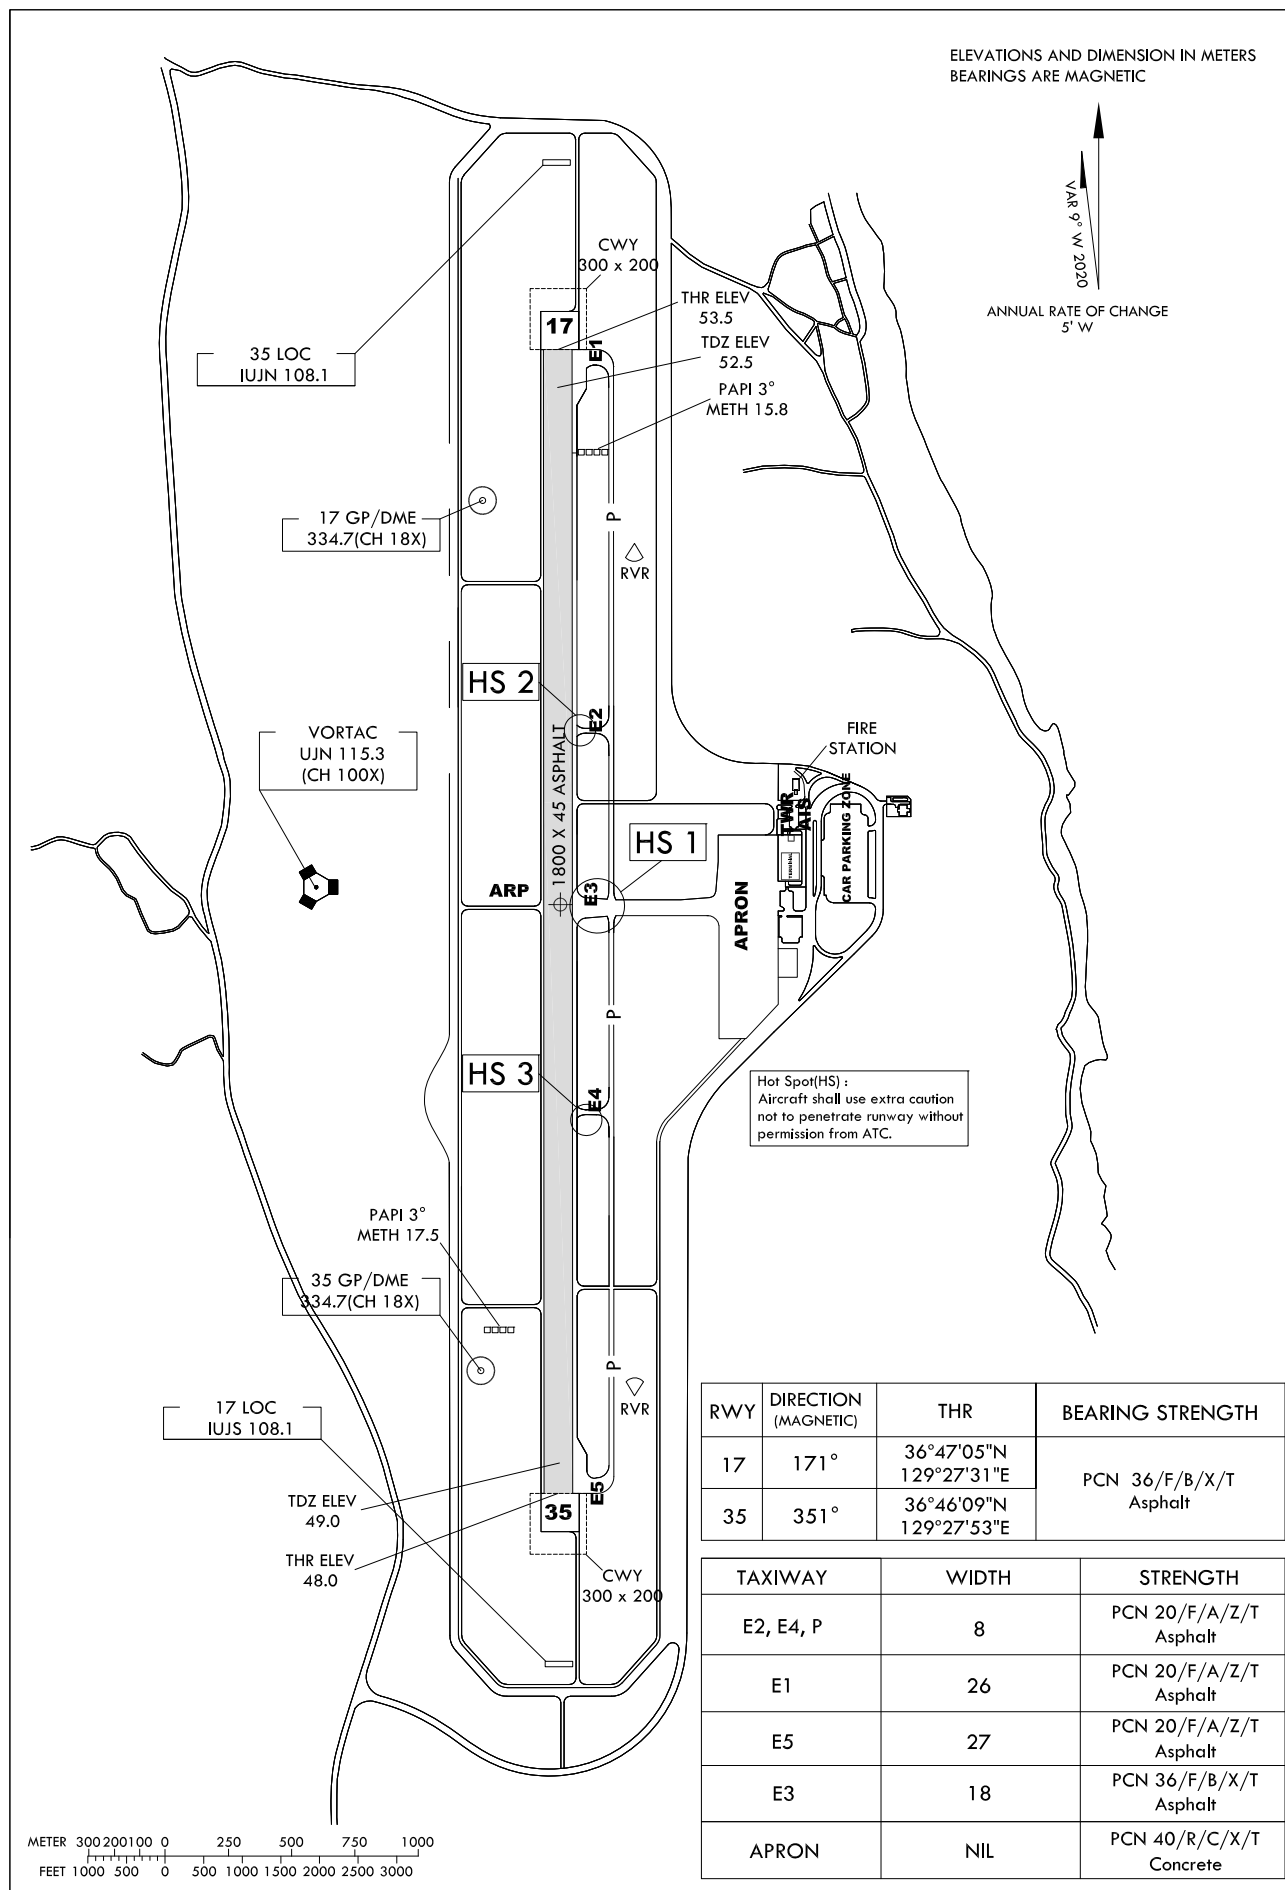 ELEVATIONS AND DIMENSION IN METERS
BEARINGS ARE MAGNETIC
VAR 9° W 2020
ANNUAL RATE OF CHANGE
5' W
CWY
300 x 200
17
THR ELEV
53.5
TDZ ELEV
52.5
PAPI 3°
METH 15.8
E1
35 LOC
IUJN 108.1
17 GP/DME
334.7(CH 18X)
P
RVR
HS 2
E2
VORTAC
UJN 115.3
(CH 100X)
1800 X 45 ASPHALT
FIRE
STATION
TWR
ATS
CAR PARKING ZONE
TERMINAL
HS 1
ARP
E3
APRON
P
HS 3
E4
Hot Spot(HS) :
Aircraft shall use extra caution
not to penetrate runway without
permission from ATC.
PAPI 3°
METH 17.5
35 GP/DME
334.7(CH 18X)
P
RVR
17 LOC
IUJS 108.1
TDZ ELEV
49.0
THR ELEV
48.0
E5
35
CWY
300 x 200
RWY DIRECTION (MAGNETIC) THR BEARING STRENGTH
17 171° 36°47'05"N 129°27'31"E PCN 36/F/B/X/T Asphalt
35 351° 36°46'09"N 129°27'53"E
TAXIWAY WIDTH STRENGTH
E2, E4, P 8 PCN 20/F/A/Z/T Asphalt
E1 26 PCN 20/F/A/Z/T Asphalt
E5 27 PCN 20/F/A/Z/T Asphalt
E3 18 PCN 36/F/B/X/T Asphalt
APRON NIL PCN 40/R/C/X/T Concrete
METER 300 200 100 0 250 500 750 1000
FEET 1000 500 0 500 1000 1500 2000 2500 3000